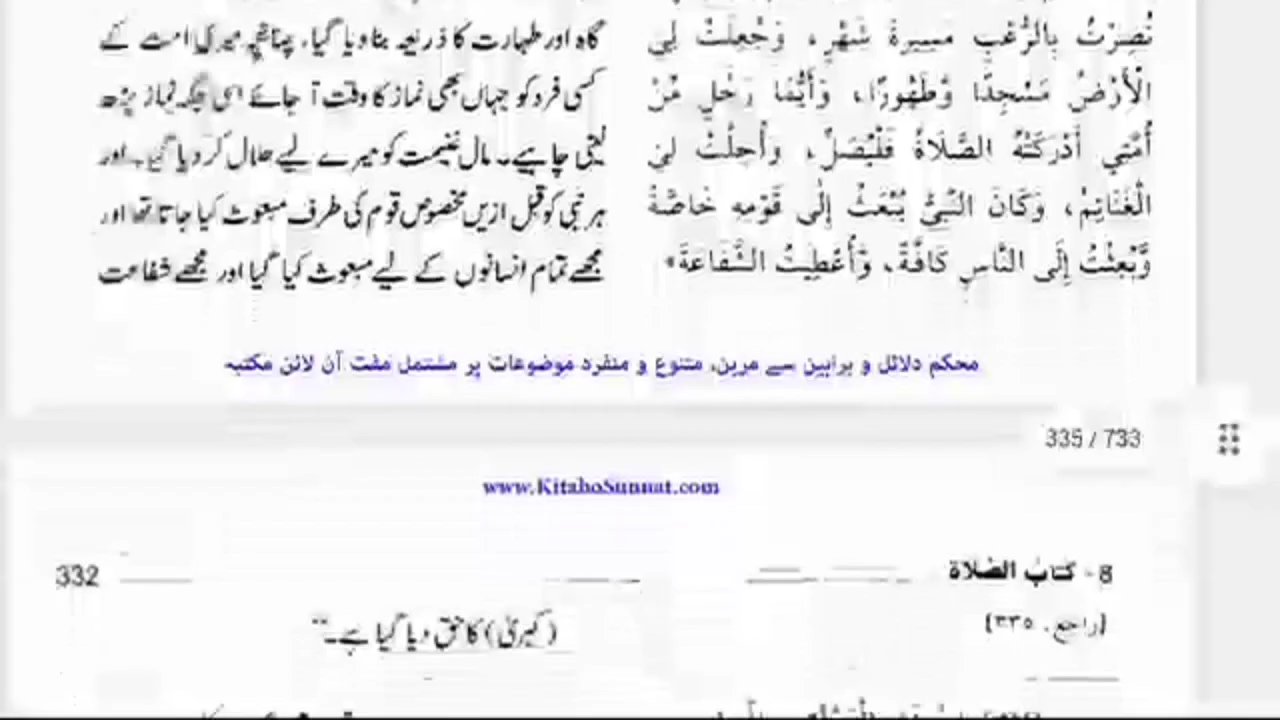 نُصِرْتُ بِالرُّعْبِ مَسِيرَةَ شَهْرٍ، وَجُعِلَتْ لِي
الْأَرْضُ مَسْجِدًا وَّطَهُورًا، وَأَيُّمَا رَجُلٍ مِّنْ
أُمَّتِي أَدْرَكَتْهُ الصَّلَاةُ فَلْيُصَلِّ، وَأُحِلَّتْ لِيَ
الْغَنَائِمُ، وَكَانَ النَّبِيُّ يُبْعَثُ إِلَى قَوْمِهِ خَاصَّةً
وَّبُعِثْتُ إِلَى النَّاسِ كَافَّةً، وَأُعْطِيتُ الشَّفَاعَةَ»
گاہ اور طہارت کا ذریعہ بنا دیا گیا، چنانچہ میری امت کے
کسی فرد کو جہاں بھی نماز کا وقت آ جائے اسی جگہ نماز پڑھ
لینی چاہیے۔ مال غنیمت کو میرے لیے حلال کر دیا گیا۔ اور
ہر نبی کو قبل ازیں مخصوص قوم کی طرف مبعوث کیا جاتا تھا اور
مجھے تمام انسانوں کے لیے مبعوث کیا گیا اور مجھے شفاعت
محکم دلائل و براہین سے مزین، متنوع و منفرد موضوعات پر مشتمل مفت آن لائن مکتبہ
335 / 733
www.KitaboSunnat.com
8 - كتابُ الصَّلاة
332
[راجع: ٣٣٥]
(کبریٰ) کا حق دیا گیا ہے۔"